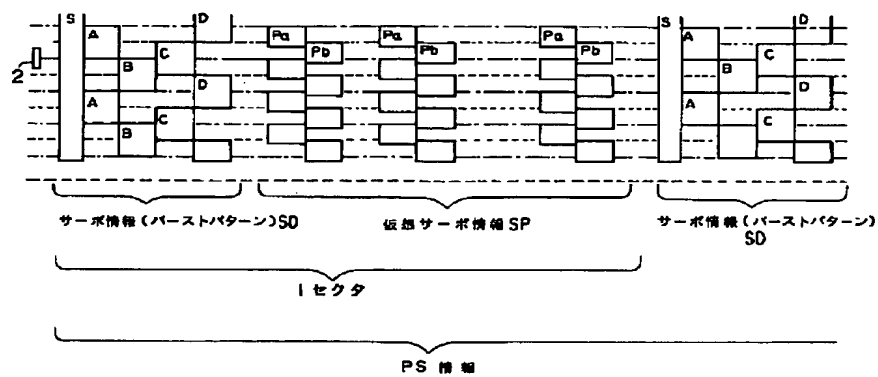 S A B A B C C D D Pa Pb Pa Pb Pa Pb S A B A B C C D D
2
サーボ情報(バーストパターン)SD
仮想サーボ情報SP
サーボ情報(バーストパターン)
SD
1セクタ
PS 情報